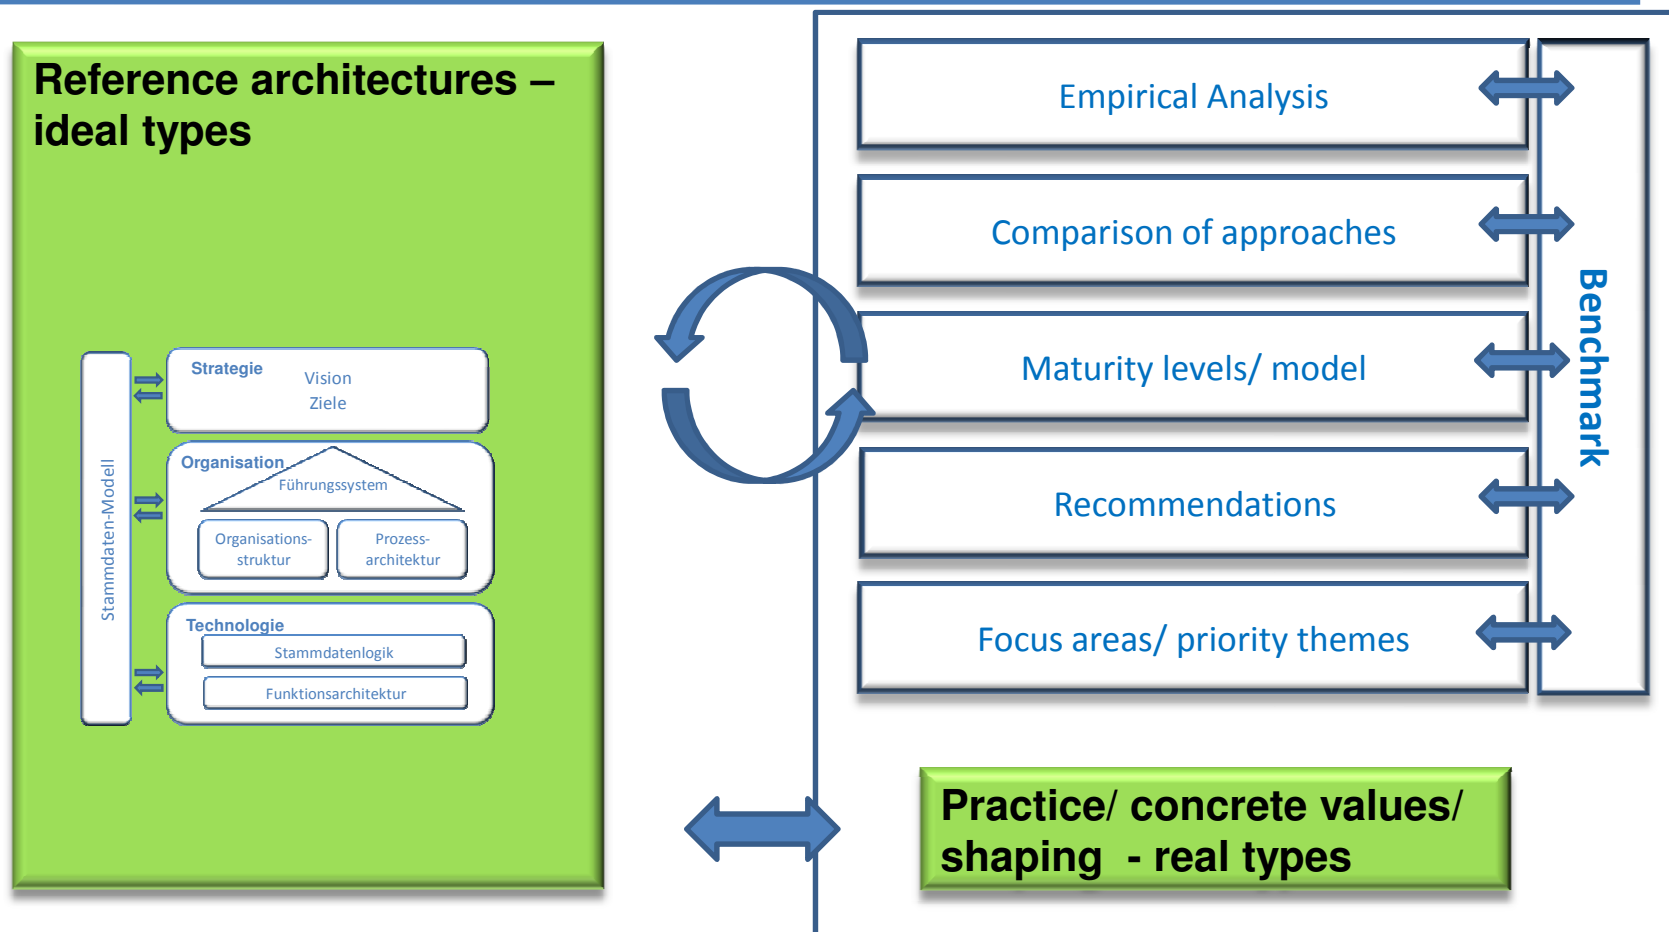 Reference architectures –
ideal types
Stammdaten-Modell
Strategie
Vision
Ziele
Organisation
Führungssystem
Organisations-
struktur
Prozess-
architektur
Technologie
Stammdatenlogik
Funktionsarchitektur
Empirical Analysis
Comparison of approaches
Maturity levels/ model
Recommendations
Focus areas/ priority themes
Benchmark
Practice/ concrete values/
shaping - real types